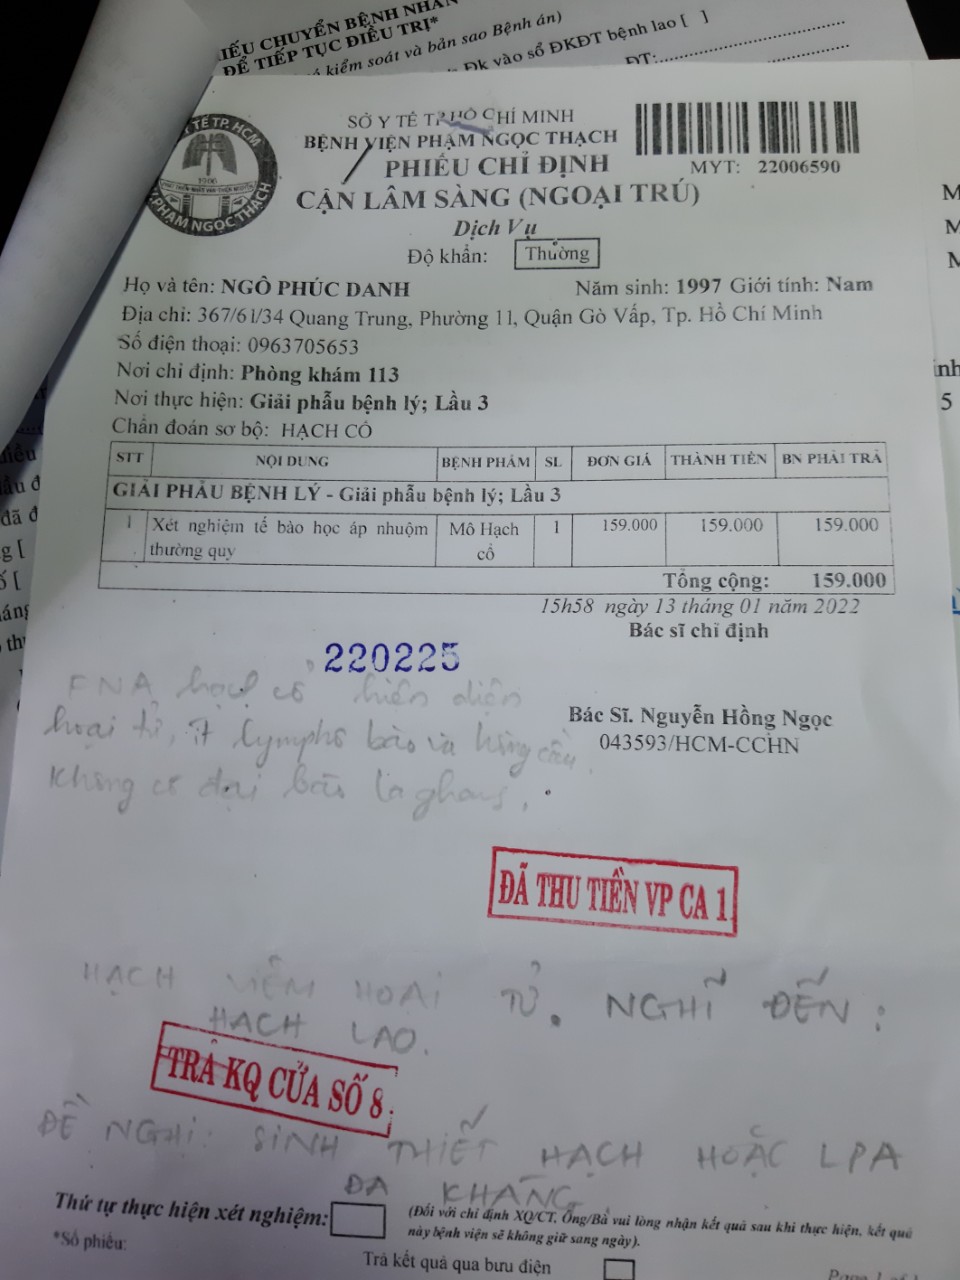 IẾU CHUYỂN BỆNH NHÂN
ĐỂ TIẾP TỤC ĐIỀU TRỊ*
kiểm soát và bản sao Bệnh án)
Đk vào sổ ĐKĐT bệnh lao [ ]
ĐT:
Y TẾ TP. HCM
1906
PHẠM NGỌC THẠCH
SỞ Y TẾ TP.HỒ CHÍ MINH
BỆNH VIỆN PHẠM NGỌC THẠCH
PHIẾU CHỈ ĐỊNH
CẬN LÂM SÀNG (NGOẠI TRÚ)
Dịch Vụ
Độ khẩn: Thường
MYT: 22006590
Họ và tên: NGÔ PHÚC DANH Năm sinh: 1997 Giới tính: Nam
Địa chỉ: 367/61/34 Quang Trung, Phường 11, Quận Gò Vấp, Tp. Hồ Chí Minh
Số điện thoại: 0963705653
Nơi chỉ định: Phòng khám 113
Nơi thực hiện: Giải phẫu bệnh lý; Lầu 3
Chẩn đoán sơ bộ: HẠCH CỔ
STT NỘI DUNG BỆNH PHẨM SL ĐƠN GIÁ THÀNH TIỀN BN PHẢI TRẢ
GIẢI PHẪU BỆNH LÝ - Giải phẫu bệnh lý; Lầu 3
1 Xét nghiệm tế bào học áp nhuộm Mô Hạch 1 159.000 159.000 159.000
thường quy cổ
Tổng cộng: 159.000
15h58 ngày 13 tháng 01 năm 2022
Bác sĩ chỉ định
220225
FNA hạch cổ hiện diện
hoại tử, ít lympho bào và hồng cầu.
Không có đại bào langhans.
Bác Sĩ. Nguyễn Hồng Ngọc
043593/HCM-CCHN
ĐÃ THU TIỀN VP CA 1
HẠCH VIÊM HOẠI TỬ. NGHĨ ĐẾN:
HẠCH LAO.
TRẢ KQ CỬA SỐ 8
ĐỀ NGHỊ: SINH THIẾT HẠCH HOẶC LPA
ĐA KHÁNG
Thứ tự thực hiện xét nghiệm: (Đối với chỉ định XQ/CT, Ông/Bà vui lòng nhận kết quả sau khi thực hiện, kết quả
này bệnh viện sẽ không giữ sang ngày).
*Số phiếu:
Trả kết quả qua bưu điện